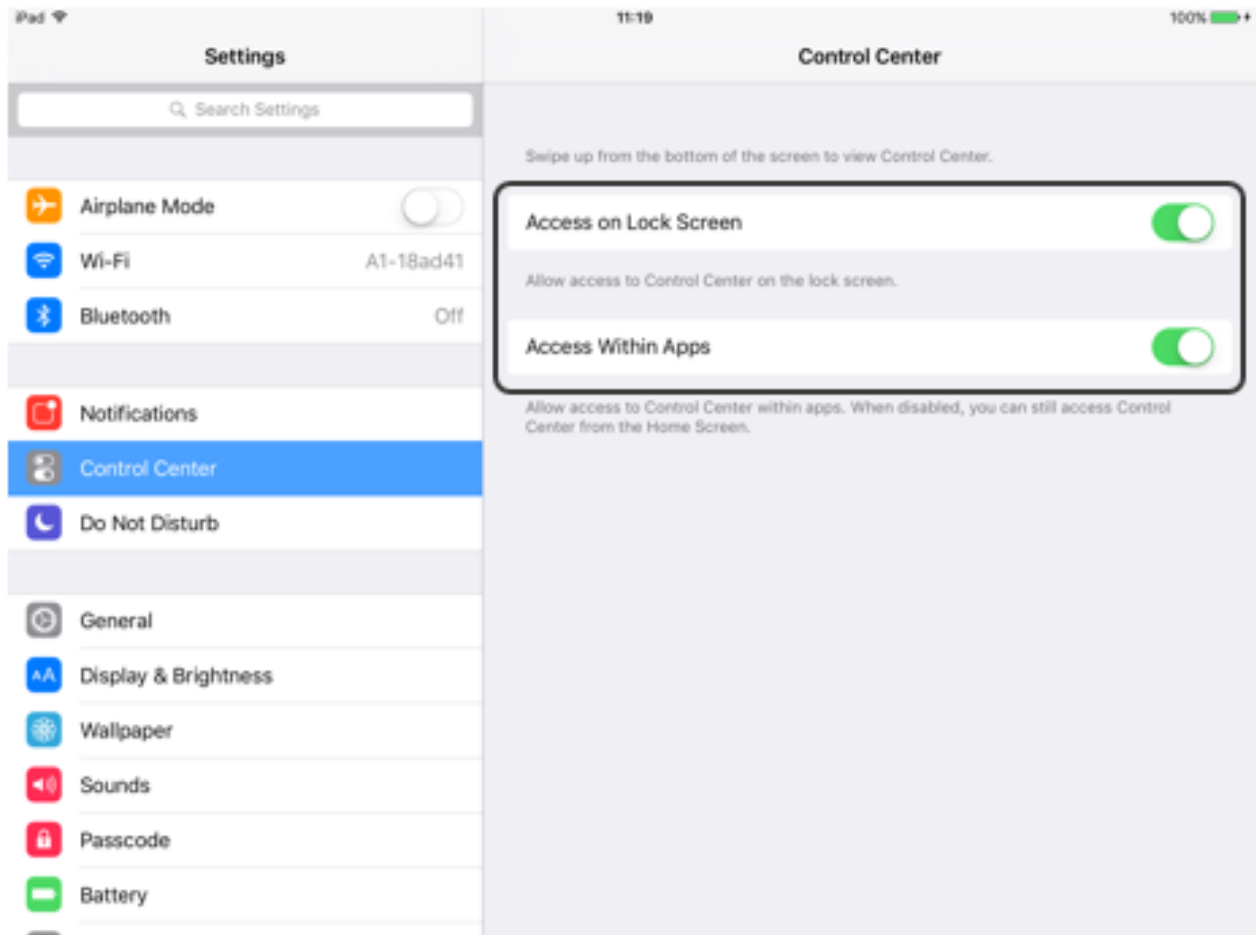 iPad
11:19
100%
Settings
Control Center
Search Settings
Airplane Mode
Wi-Fi A1-18ad41
Bluetooth Off
Notifications
Control Center
Do Not Disturb
General
AA Display & Brightness
Wallpaper
Sounds
Passcode
Battery
Swipe up from the bottom of the screen to view Control Center.
Access on Lock Screen
Allow access to Control Center on the lock screen.
Access Within Apps
Allow access to Control Center within apps. When disabled, you can still access Control
Center from the Home Screen.